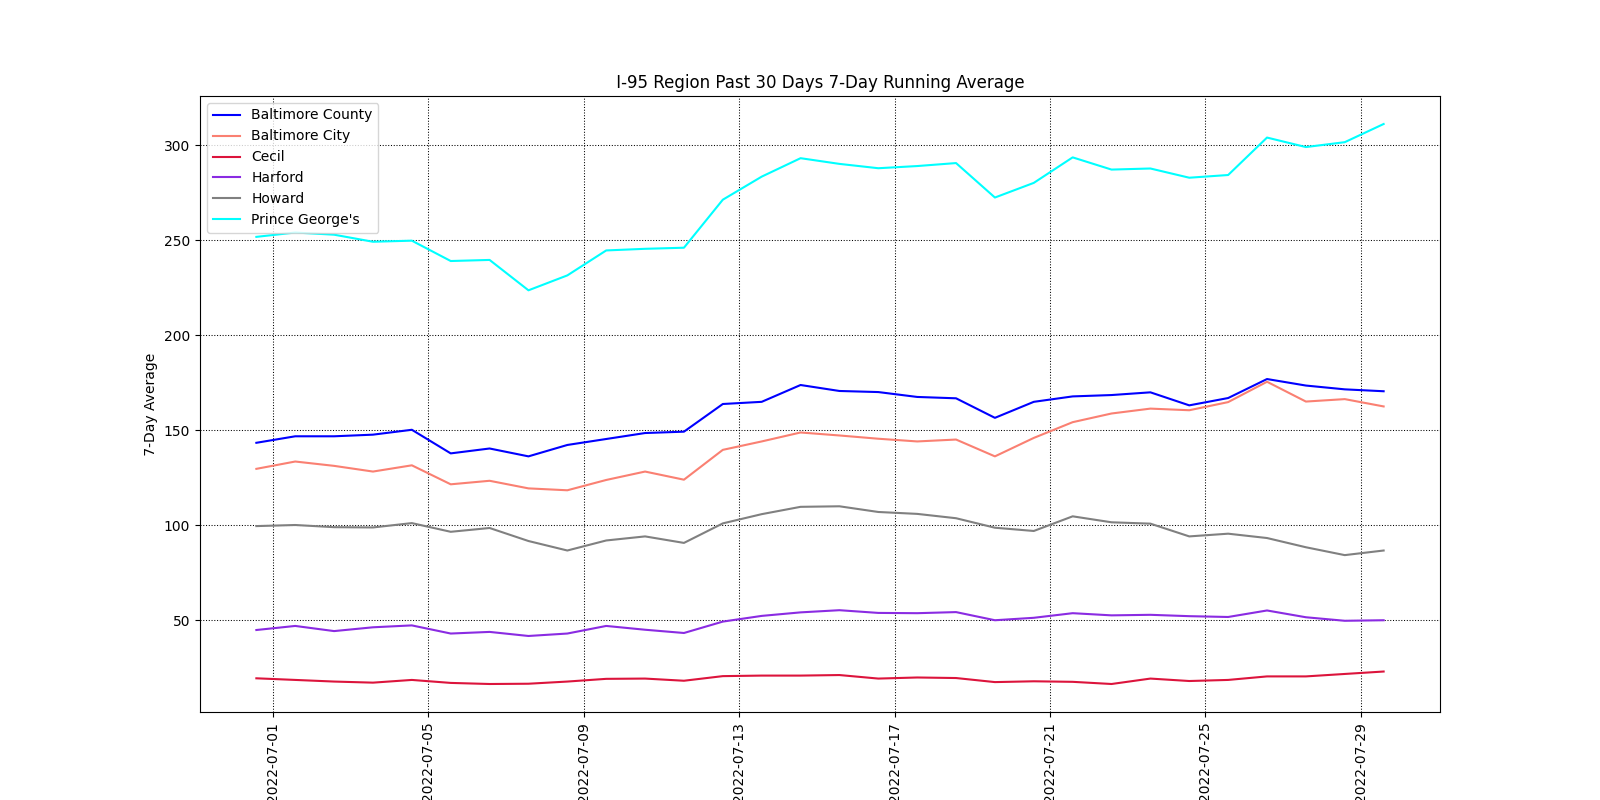 I-95 Region Past 30 Days 7-Day Running Average
Baltimore County
Baltimore City
Cecil
Harford
Howard
Prince George's
300
250
200
150
100
50
7-Day Average
2022-07-01
2022-07-05
2022-07-09
2022-07-13
2022-07-17
2022-07-21
2022-07-25
2022-07-29